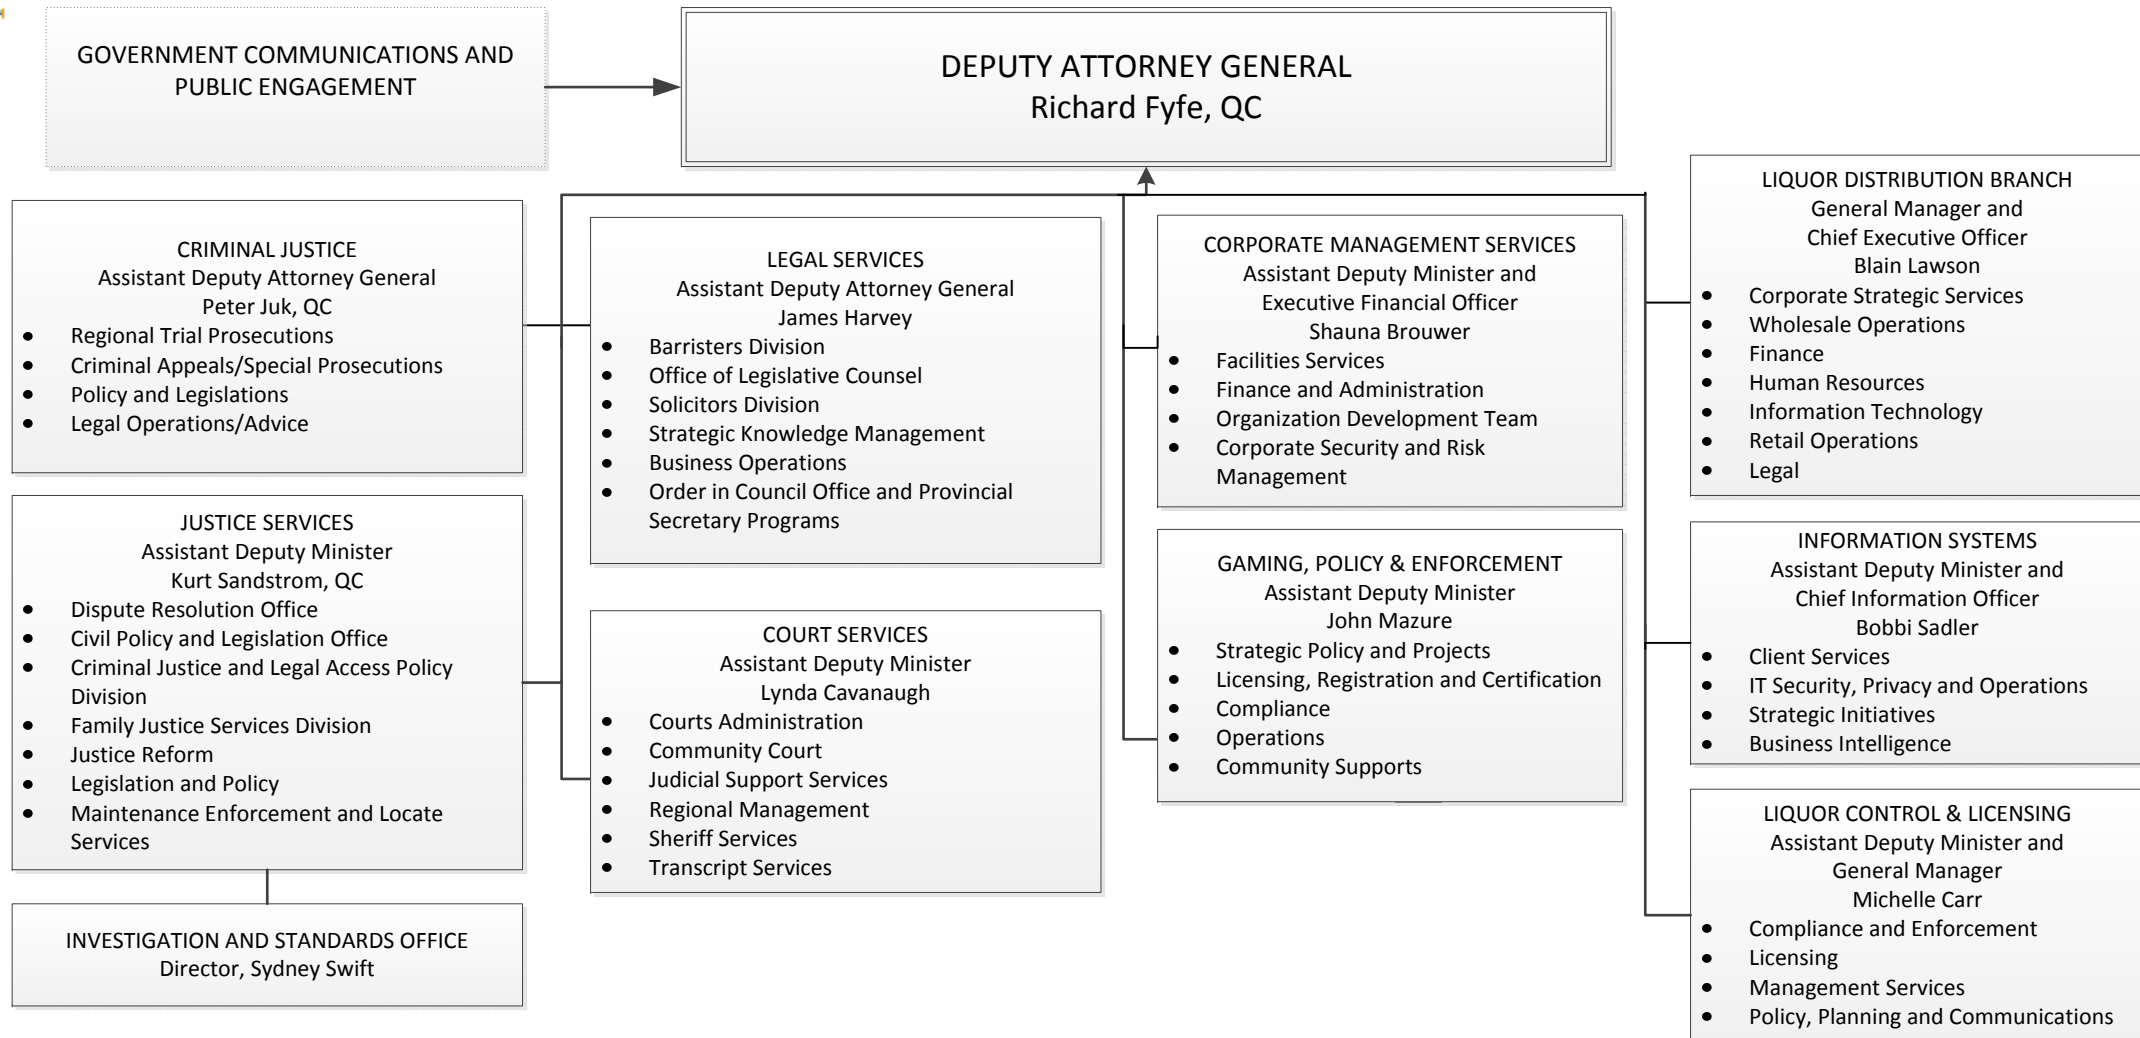 GOVERNMENT COMMUNICATIONS AND
PUBLIC ENGAGEMENT
DEPUTY ATTORNEY GENERAL
Richard Fyfe, QC
CRIMINAL JUSTICE
Assistant Deputy Attorney General
Peter Juk, QC
• Regional Trial Prosecutions
• Criminal Appeals/Special Prosecutions
• Policy and Legislations
• Legal Operations/Advice
JUSTICE SERVICES
Assistant Deputy Minister
Kurt Sandstrom, QC
• Dispute Resolution Office
• Civil Policy and Legislation Office
• Criminal Justice and Legal Access Policy
Division
• Family Justice Services Division
• Justice Reform
• Legislation and Policy
• Maintenance Enforcement and Locate
Services
INVESTIGATION AND STANDARDS OFFICE
Director, Sydney Swift
LEGAL SERVICES
Assistant Deputy Attorney General
James Harvey
• Barristers Division
• Office of Legislative Counsel
• Solicitors Division
• Strategic Knowledge Management
• Business Operations
• Order in Council Office and Provincial
Secretary Programs
COURT SERVICES
Assistant Deputy Minister
Lynda Cavanaugh
• Courts Administration
• Community Court
• Judicial Support Services
• Regional Management
• Sheriff Services
• Transcript Services
CORPORATE MANAGEMENT SERVICES
Assistant Deputy Minister and
Executive Financial Officer
Shauna Brouwer
• Facilities Services
• Finance and Administration
• Organization Development Team
• Corporate Security and Risk
Management
GAMING, POLICY & ENFORCEMENT
Assistant Deputy Minister
John Mazure
• Strategic Policy and Projects
• Licensing, Registration and Certification
• Compliance
• Operations
• Community Supports
LIQUOR DISTRIBUTION BRANCH
General Manager and
Chief Executive Officer
Blain Lawson
• Corporate Strategic Services
• Wholesale Operations
• Finance
• Human Resources
• Information Technology
• Retail Operations
• Legal
INFORMATION SYSTEMS
Assistant Deputy Minister and
Chief Information Officer
Bobbi Sadler
• Client Services
• IT Security, Privacy and Operations
• Strategic Initiatives
• Business Intelligence
LIQUOR CONTROL & LICENSING
Assistant Deputy Minister and
General Manager
Michelle Carr
• Compliance and Enforcement
• Licensing
• Management Services
• Policy, Planning and Communications